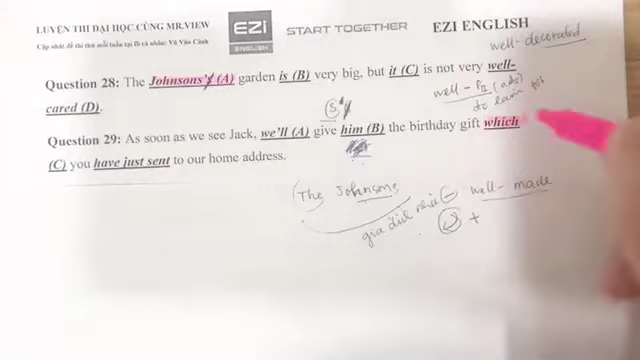 LUYỆN THI ĐẠI HỌC CÙNG MR.VIEW
Cập nhật đề thi thử mỗi tuần tại fb cá nhân: Vũ Văn Cảnh
EZI
ENGLISH
START TOGETHER
EZI ENGLISH
well-decorated
Question 28: The Johnsons's (A) garden is (B) very big, but it (C) is not very well-
cared (D).
well - PII (adj)
Question 29: As soon as we see Jack, we'll (A) give him (B) the birthday gift which
(C) you have just sent to our home address.
(The Johnsons
well - made
gia đình nhà
+